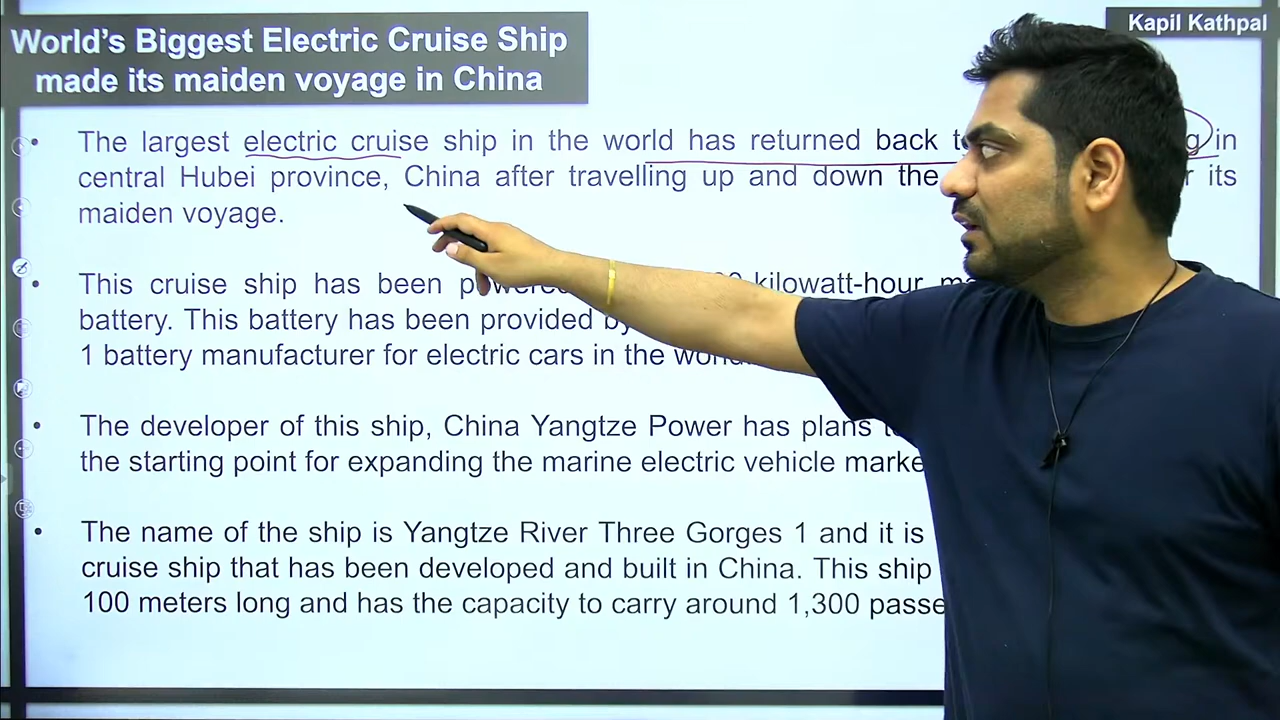 World's Biggest Electric Cruise Ship
made its maiden voyage in China
Kapil Kathpal
• The largest electric cruise ship in the world has returned back in
central Hubei province, China after travelling up and down the its
maiden voyage.
• This cruise ship has been powered kilowatt-hour
battery. This battery has been provided by
1 battery manufacturer for electric cars in the world.
• The developer of this ship, China Yangtze Power has plans
the starting point for expanding the marine electric vehicle
• The name of the ship is Yangtze River Three Gorges 1 and it is
cruise ship that has been developed and built in China. This ship
100 meters long and has the capacity to carry around 1,300